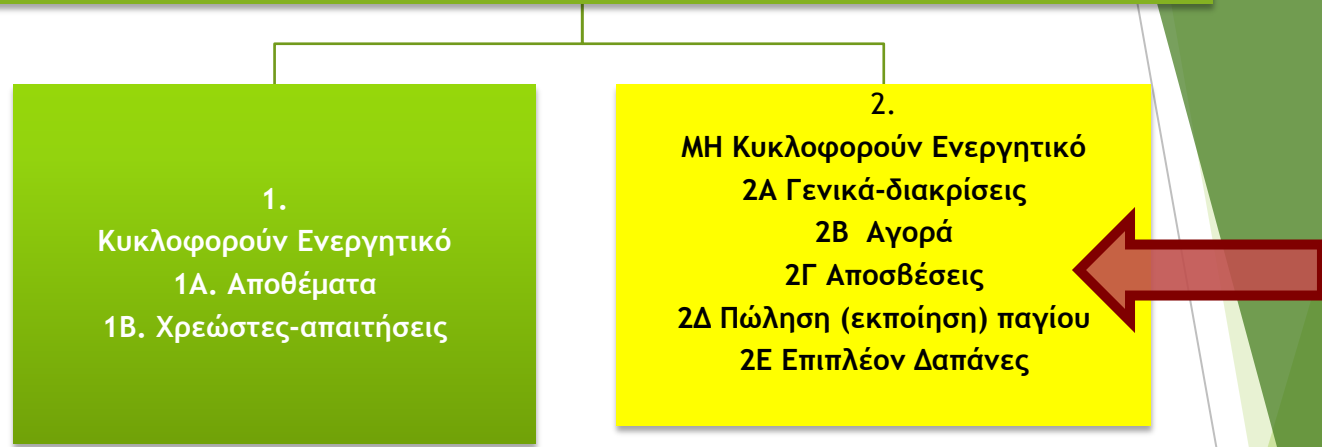 1.
Κυκλοφορούν Ενεργητικό
1Α. Αποθέματα
1Β. Χρεώστες-απαιτήσεις
2.
ΜΗ Κυκλοφορούν Ενεργητικό
2Α Γενικά-διακρίσεις
2Β Αγορά
2Γ Αποσβέσεις
2Δ Πώληση (εκποίηση) παγίου
2Ε Επιπλέον Δαπάνες